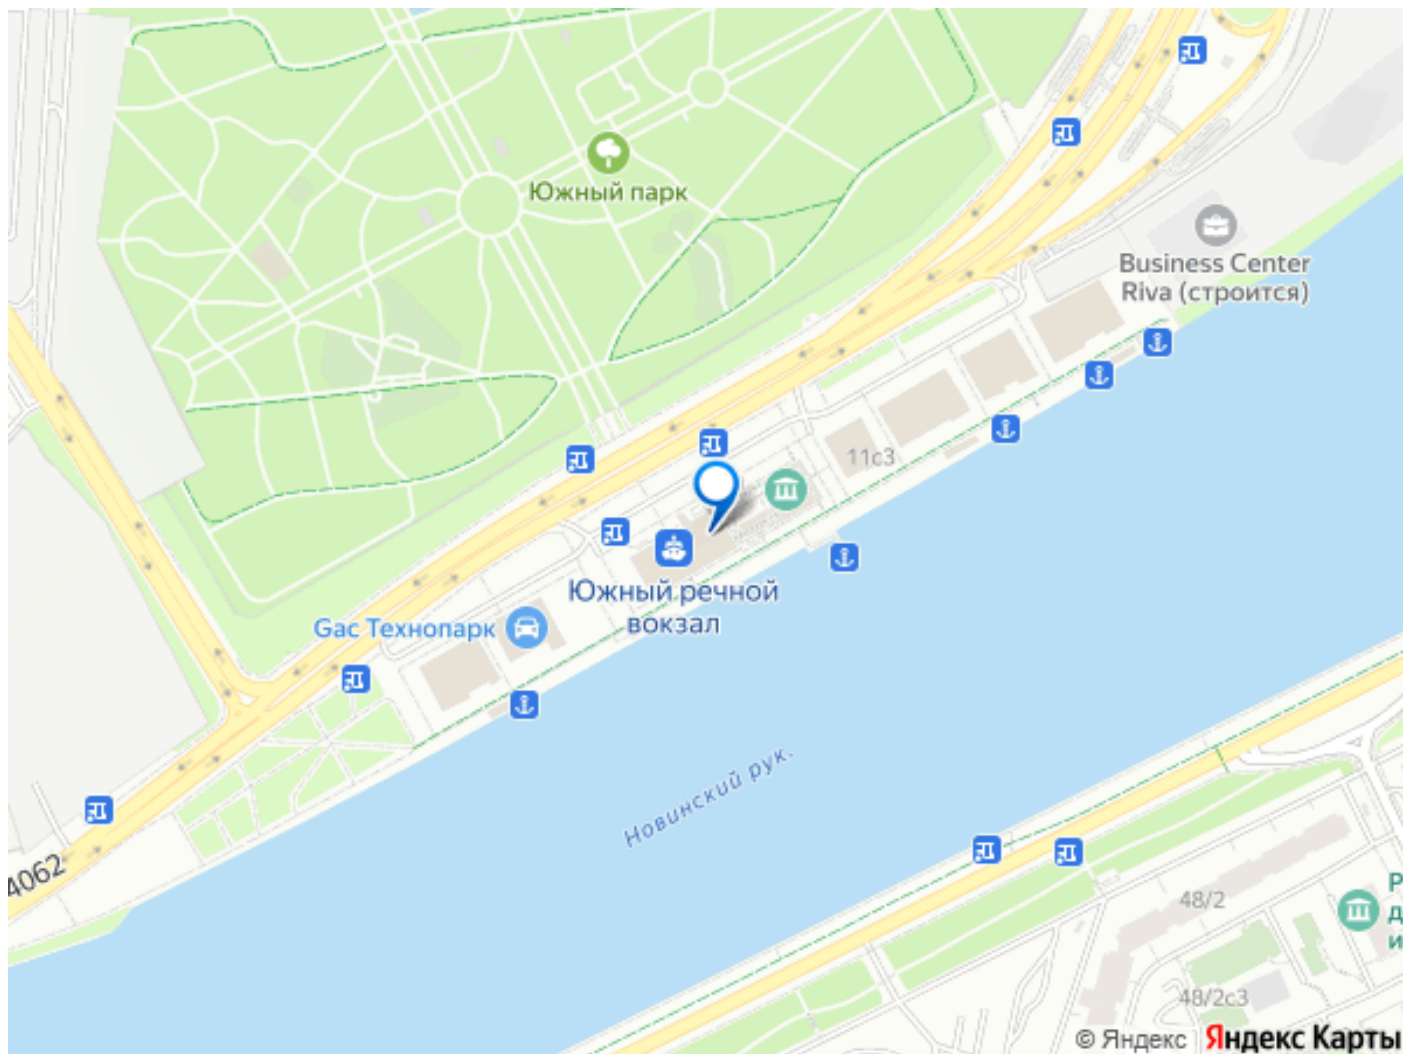 Южный парк
Business Center
Riva (строится)
11с3
Южный речной
вокзал
Gac Технопарк
Новинский рук.
4062
48/2
Р
д
и
48/2с3
© Яндекс Яндекс Карты